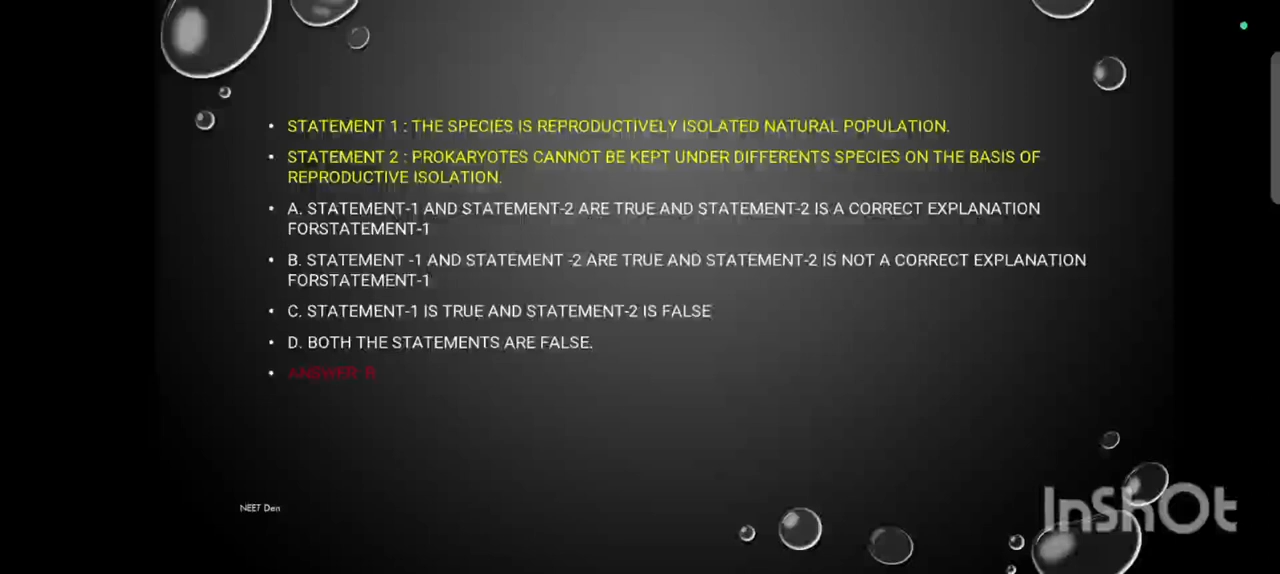 • STATEMENT 1 : THE SPECIES IS REPRODUCTIVELY ISOLATED NATURAL POPULATION.
• STATEMENT 2 : PROKARYOTES CANNOT BE KEPT UNDER DIFFERENTS SPECIES ON THE BASIS OF
REPRODUCTIVE ISOLATION.
• A. STATEMENT-1 AND STATEMENT-2 ARE TRUE AND STATEMENT-2 IS A CORRECT EXPLANATION
FORSTATEMENT-1
• B. STATEMENT -1 AND STATEMENT -2 ARE TRUE AND STATEMENT-2 IS NOT A CORRECT EXPLANATION
FORSTATEMENT-1
• C. STATEMENT-1 IS TRUE AND STATEMENT-2 IS FALSE
• D. BOTH THE STATEMENTS ARE FALSE.
• ANSWER B
NEET Den
InShOt